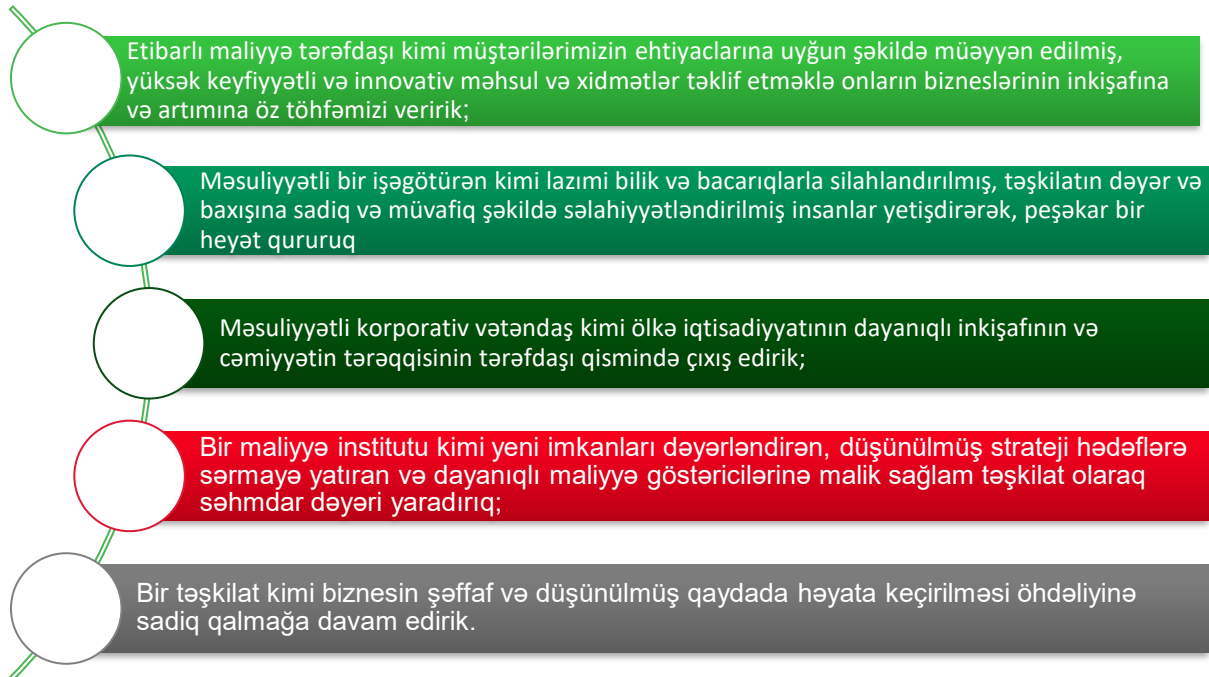 Etibarlı maliyyə tərəfdaşı kimi müştərilərimizin ehtiyaclarına uyğun şəkildə müəyyən edilmiş,
yüksək keyfiyyətli və innovativ məhsul və xidmətlər təklif etməklə onların bizneslərinin inkişafına
və artımına öz töhfəmizi veririk;
Məsuliyyətli bir işəgötürən kimi lazımi bilik və bacarıqlarla silahlandırılmış, təşkilatın dəyər və
baxışına sadiq və müvafiq şəkildə səlahiyyətləndirilmiş insanlar yetişdirərək, peşəkar bir
heyət qururuq
Məsuliyyətli korporativ vətəndaş kimi ölkə iqtisadiyyatının dayanıqlı inkişafının və
cəmiyyətin tərəqqisinin tərəfdaşı qismində çıxış edirik;
Bir maliyyə institutu kimi yeni imkanları dəyərləndirən, düşünülmüş strateji hədəflərə
sərmayə yatıran və dayanıqlı maliyyə göstəricilərinə malik sağlam təşkilat olaraq
səhmdar dəyəri yaradırıq;
Bir təşkilat kimi biznesin şəffaf və düşünülmüş qaydada həyata keçirilməsi öhdəliyinə
sadiq qalmağa davam edirik.